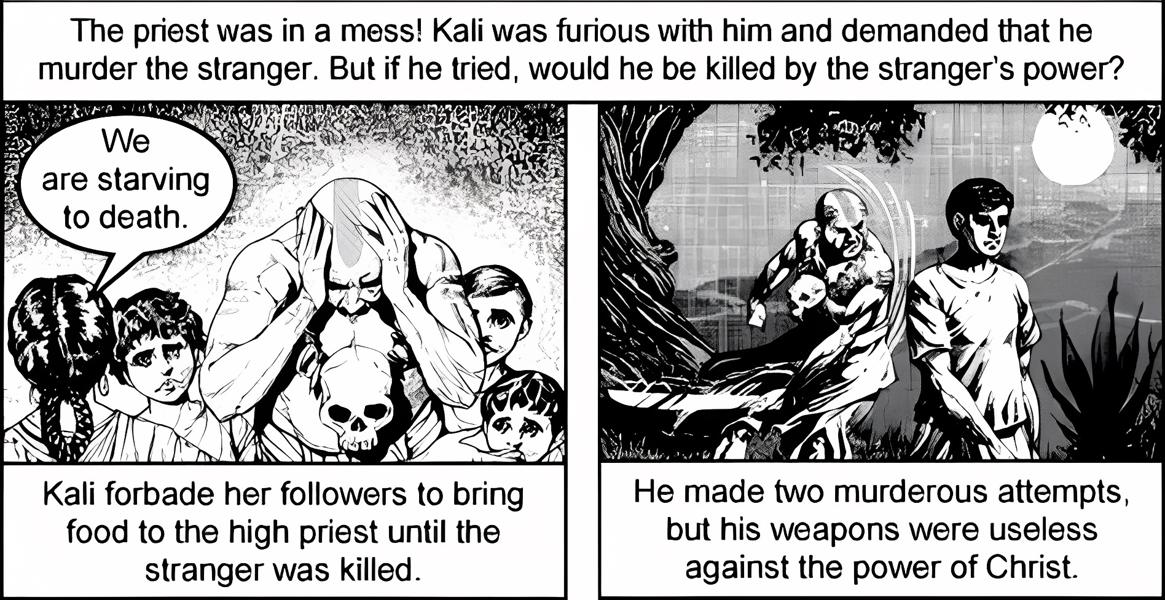 The priest was in a mess! Kali was furious with him and demanded that he
murder the stranger. But if he tried, would he be killed by the stranger's power?
We
are starving
to death.
Kali forbade her followers to bring
food to the high priest until the
stranger was killed.
He made two murderous attempts,
but his weapons were useless
against the power of Christ.